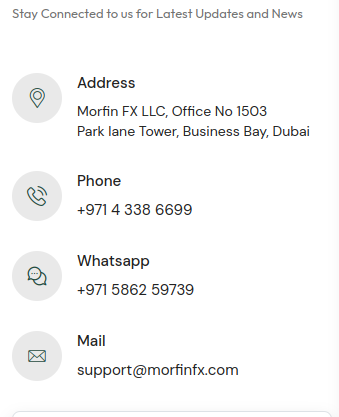 Stay Connected to us for Latest Updates and News
Address
Morfin FX LLC, Office No 1503
Park lane Tower, Business Bay, Dubai
Phone
+971 4 338 6699
Whatsapp
+971 5862 59739
Mail
support@morfinfx.com